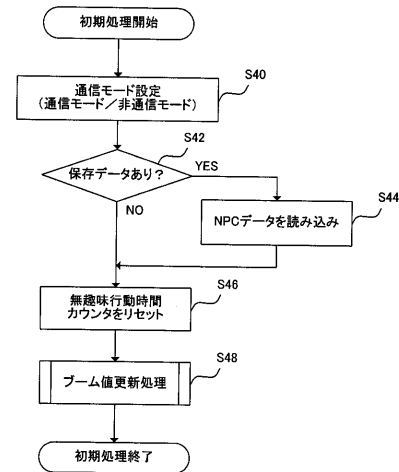 初期処理開始
S40
通信モード設定
(通信モード/非通信モード)
S42
保存データあり?
YES
NO
S44
NPCデータを読み込み
S46
無趣味行動時間
カウンタをリセット
S48
ブーム値更新処理
初期処理終了